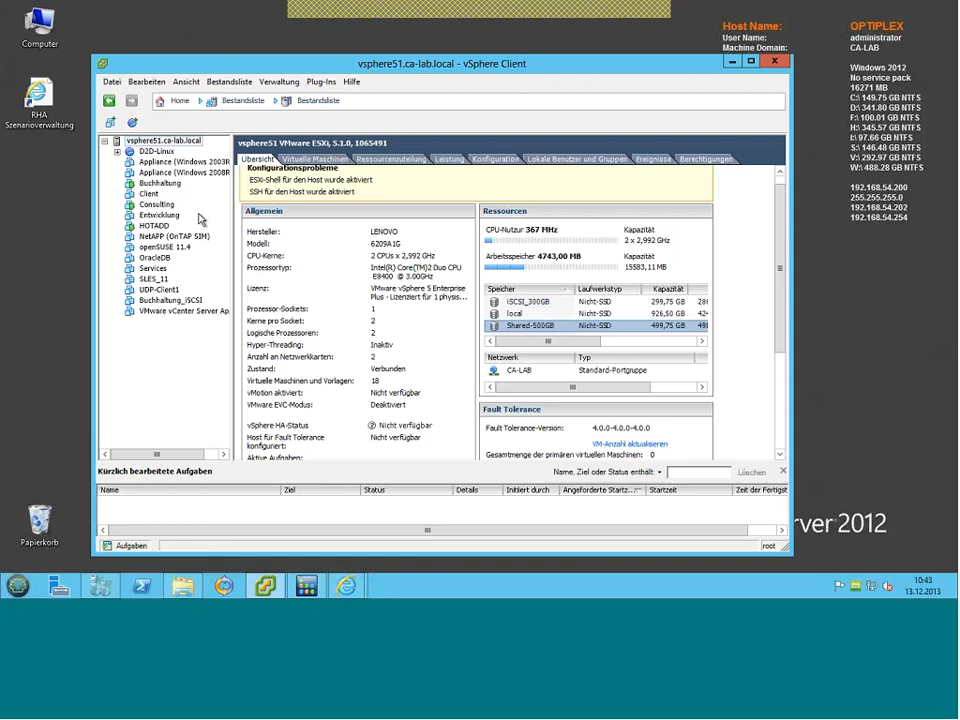 Computer
RHA
Szenarioverwaltung
Papierkorb
Host Name:
User Name:
Machine Domain:
OPTIPLEX
administrator
CA-LAB
Windows 2012
No service pack
16271 MB
C:\ 149.75 GB NTFS
D:\ 341.80 GB NTFS
F:\ 100.01 GB NTFS
H:\ 345.57 GB NTFS
I:\ 97.66 GB NTFS
S:\ 146.48 GB NTFS
V:\ 292.97 GB NTFS
W:\ 488.28 GB NTFS
192.168.54.200
255.255.255.0
192.168.54.202
192.168.54.254
vsphere51.ca-lab.local - vSphere Client
Datei Bearbeiten Ansicht Bestandsliste Verwaltung Plug-Ins Hilfe
Home Bestandsliste Bestandsliste
vsphere51.ca-lab.local
D2D-Linux
Appliance (Windows 2003R
Appliance (Windows 2008R
Buchhaltung
Client
Consulting
Entwicklung
HOTADD
NetAPP (OnTAP SIM)
openSUSE 11.4
OracleDB
Services
SLES_11
UDP-Client1
Buchhaltung_iSCSI
VMware vCenter Server Ap
vsphere51 VMware ESXi, 5.1.0, 1065491
Übersicht Virtuelle Maschinen Ressourcenzuteilung Leistung Konfiguration Lokale Benutzer und Gruppen Ereignisse Berechtigungen
Konfigurationsprobleme
ESXi-Shell für den Host wurde aktiviert
SSH für den Host wurde aktiviert
Allgemein
Hersteller: LENOVO
Modell: 6209A1G
CPU-Kerne: 2 CPUs x 2,992 GHz
Prozessortyp: Intel(R) Core(TM)2 Duo CPU
E8400 @ 3.00GHz
Lizenz: VMware vSphere 5 Enterprise
Plus - Lizenziert für 1 physis...
Prozessor-Sockets: 1
Kerne pro Socket: 2
Logische Prozessoren: 2
Hyper-Threading: Inaktiv
Anzahl an Netzwerkkarten: 2
Zustand: Verbunden
Virtuelle Maschinen und Vorlagen: 18
vMotion aktiviert: Nicht verfügbar
VMware EVC-Modus: Deaktiviert
vSphere HA-Status Nicht verfügbar
Host für Fault Tolerance Nicht verfügbar
konfiguriert:
Aktive Aufgaben:
Ressourcen
CPU-Nutzur 367 MHz Kapazität
2 x 2,992 GHz
Arbeitsspeicher 4743,00 MB Kapazität
15583,11 MB
Speicher Laufwerkstyp Kapazität
iSCSI_300GB Nicht-SSD 299,75 GB 286
local Nicht-SSD 926,50 GB 424
Shared-500GB Nicht-SSD 499,75 GB 498
Netzwerk Typ
CA-LAB Standard-Portgruppe
Fault Tolerance
Fault Tolerance-Version: 4.0.0-4.0.0-4.0.0
VM-Anzahl aktualisieren
Gesamtmenge der primären virtuellen Maschinen: 0
Kürzlich bearbeitete Aufgaben Name, Ziel oder Status enthält: Löschen
Name Ziel Status Details Initiiert durch Angeforderte Startz... Startzeit Zeit der Fertigst
Aufgaben root
rver 2012
10:43
13.12.2013